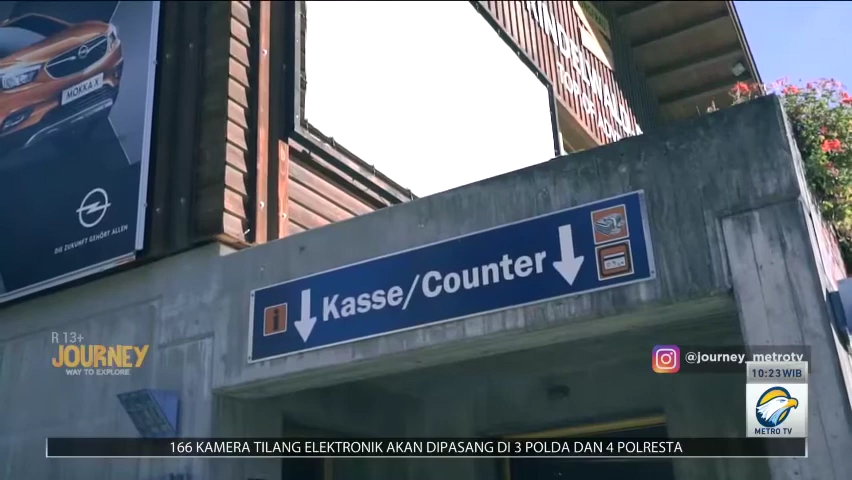 MOKKA X
DIE ZUKUNFT GEHÖRT ALLEN
Kasse/Counter
i
R 13+
JOURNEY
WAY TO EXPLORE
@journey_metrotv
10:23 WIB
METRO TV
166 KAMERA TILANG ELEKTRONIK AKAN DIPASANG DI 3 POLDA DAN 4 POLRESTA